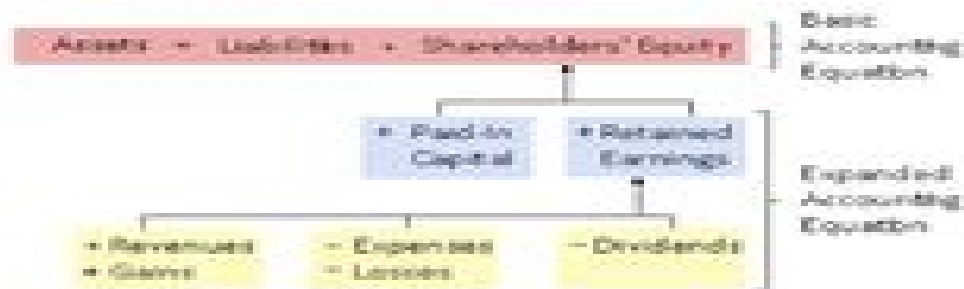 Assets = Liabilities + Shareholders' Equity
Basic
Accounting
Equation
+ Paid-In
Capital
+ Retained
Earnings
Expanded
Accounting
Equation
+ Revenues
+ Gains
- Expenses
- Losses
- Dividends